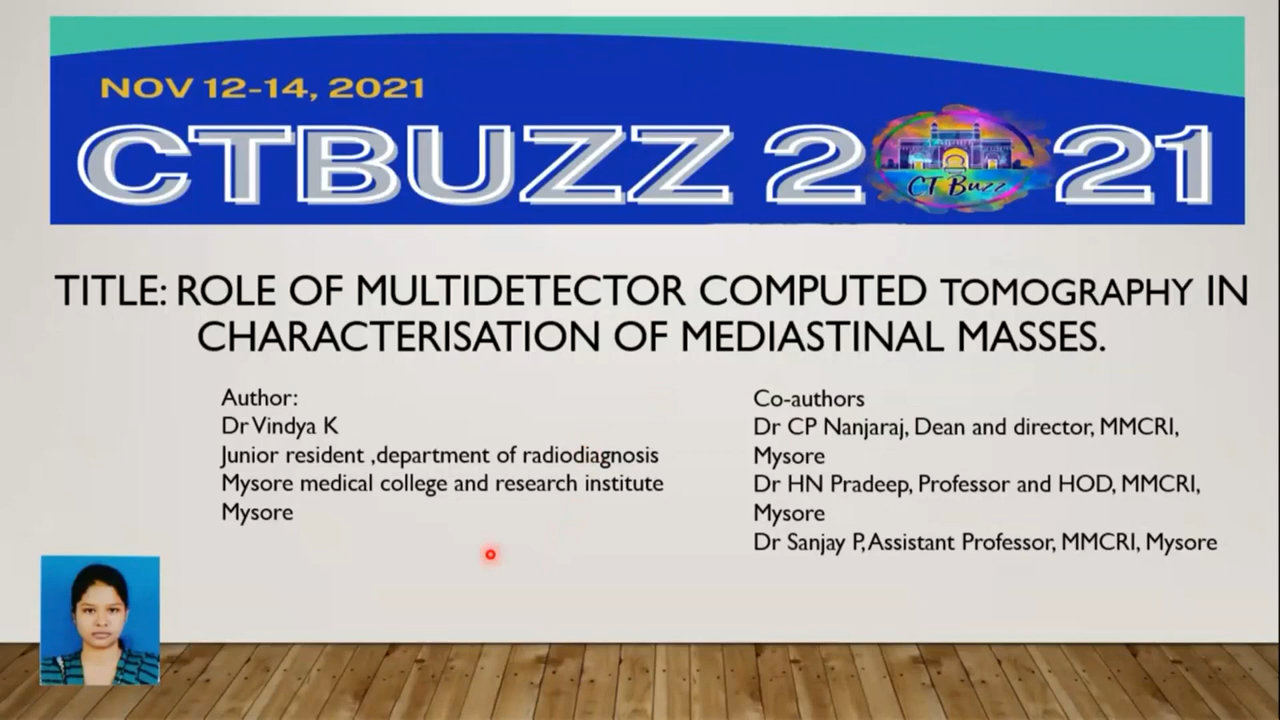 NOV 12-14, 2021
CTBUZZ 2021
CT Buzz
TITLE: ROLE OF MULTIDETECTOR COMPUTED TOMOGRAPHY IN
CHARACTERISATION OF MEDIASTINAL MASSES.
Author:
Dr Vindya K
Junior resident ,department of radiodiagnosis
Mysore medical college and research institute
Mysore
Co-authors
Dr CP Nanjaraj, Dean and director, MMCRI,
Mysore
Dr HN Pradeep, Professor and HOD, MMCRI,
Mysore
Dr Sanjay P, Assistant Professor, MMCRI, Mysore